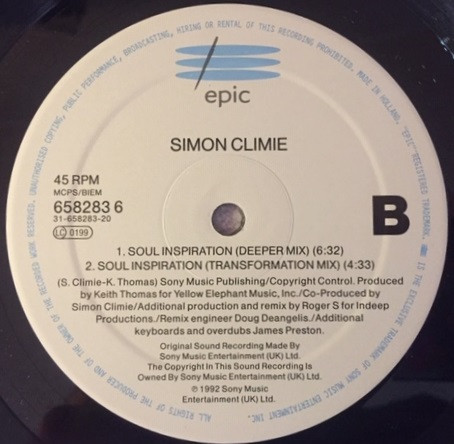 epic
SIMON CLIMIE
45 RPM
MCPS/BIEM
658283 6
31-658283-20
LC 0199
B
1. SOUL INSPIRATION (DEEPER MIX) (6:32)
2. SOUL INSPIRATION (TRANSFORMATION MIX) (4:33)
(S. Climie-K. Thomas) Sony Music Publishing/Copyright Control. Produced
by Keith Thomas for Yellow Elephant Music, Inc./Co-Produced by
Simon Climie/Additional production and remix by Roger S for Indeep
Productions./Remix engineer Doug Deangelis./Additional
keyboards and overdubs James Preston.
Original Sound Recording Made By
Sony Music Entertainment (UK) Ltd.
The Copyright In This Sound Recording Is
Owned By Sony Music Entertainment (UK) Ltd.
℗ 1992 Sony Music
Entertainment (UK) Ltd.
ALL RIGHTS OF THE PRODUCER AND OF THE OWNER OF THE RECORDED WORK RESERVED. UNAUTHORISED COPYING, PUBLIC PERFORMANCE, BROADCASTING, HIRING OR RENTAL OF THIS RECORDING PROHIBITED. MADE IN HOLLAND.
IS THE EXCLUSIVE TRADEMARK OF SONY MUSIC ENTERTAINMENT INC.